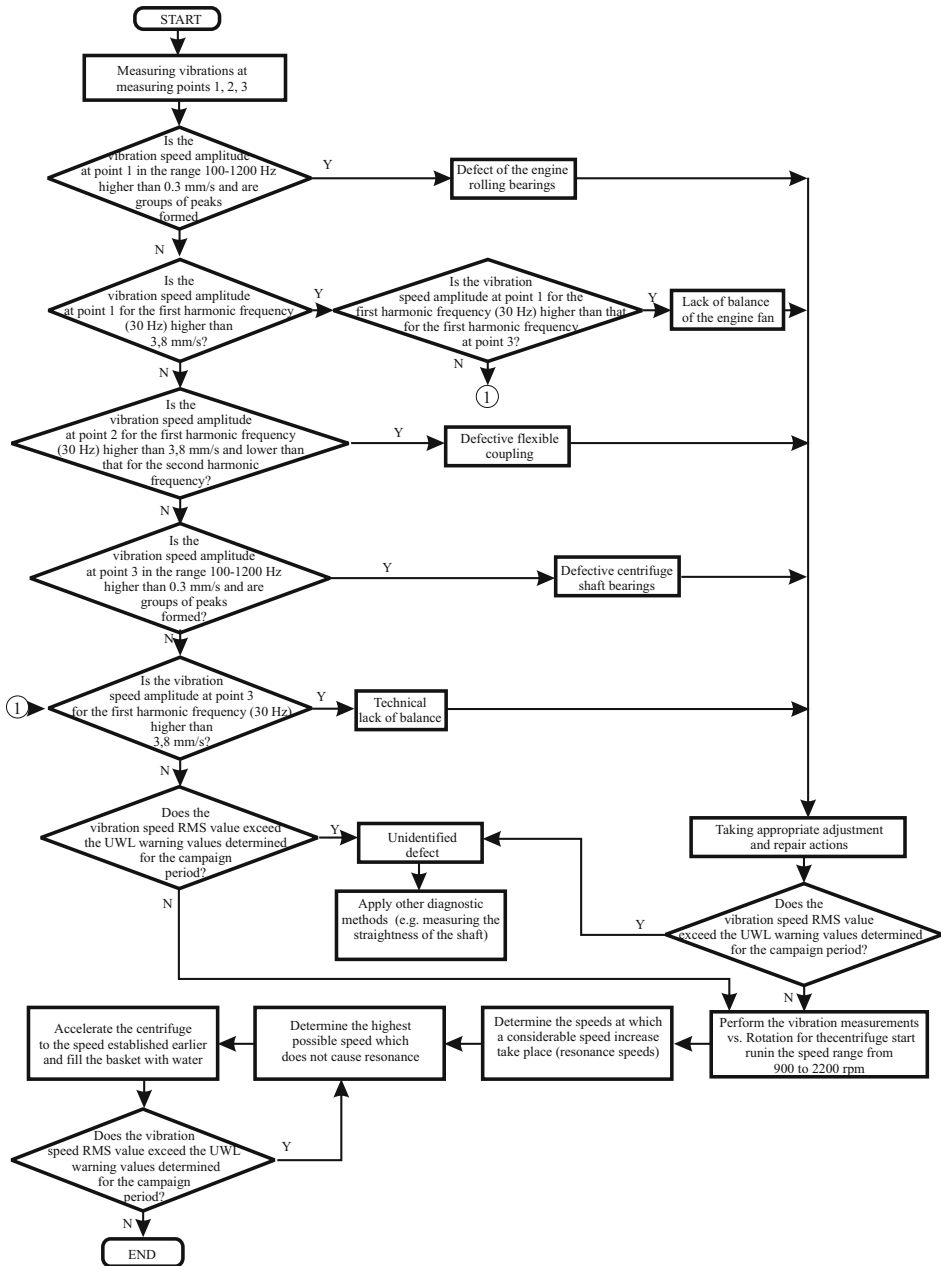 START
Measuring vibrations at
measuring points 1, 2, 3
Is the
vibration speed amplitude
at point 1 in the range 100-1200 Hz
higher than 0.3 mm/s and are
groups of peaks
formed
Y
Defect of the engine
rolling bearings
N
Is the
vibration speed amplitude
at point 1 for the first harmonic frequency
(30 Hz) higher than
3,8 mm/s?
Y
Is the vibration
speed amplitude at point 1 for the
first harmonic frequency (30 Hz) higher than that
for the first harmonic frequency
at point 3?
Y
Lack of balance
of the engine fan
N
N
1
Is the
vibration speed amplitude
at point 2 for the first harmonic frequency
(30 Hz) higher than 3,8 mm/s and lower than
that for the second harmonic
frequency?
Y
Defective flexible
coupling
N
Is the
vibration speed amplitude
at point 3 in the range 100-1200 Hz
higher than 0.3 mm/s and are
groups of peaks
formed?
Y
Defective centrifuge
shaft bearings
N
1
Is the vibration
speed amplitude at point 3
for the first harmonic frequency (30 Hz)
higher than
3,8 mm/s?
Y
Technical
lack of balance
N
Does the
vibration speed RMS value exceed
the UWL warning values determined
for the campaign
period?
Y
Unidentified
defect
Taking appropriate adjustment
and repair actions
N
Apply other diagnostic
methods (e.g. measuring the
straightness of the shaft)
Y
Does the
vibration speed RMS value
exceed the UWL warning values determined
for the campaign period?
N
Accelerate the centrifuge
to the speed established earlier
and fill the basket with water
Determine the highest
possible speed which
does not cause resonance
Determine the speeds at which
a considerable speed increase
take place (resonance speeds)
Perform the vibration measurements
vs. Rotation for thecentrifuge start
runin the speed range from
900 to 2200 rpm
Does the vibration
speed RMS value exceed the UWL
warning values determined
for the campaign
period?
Y
N
END